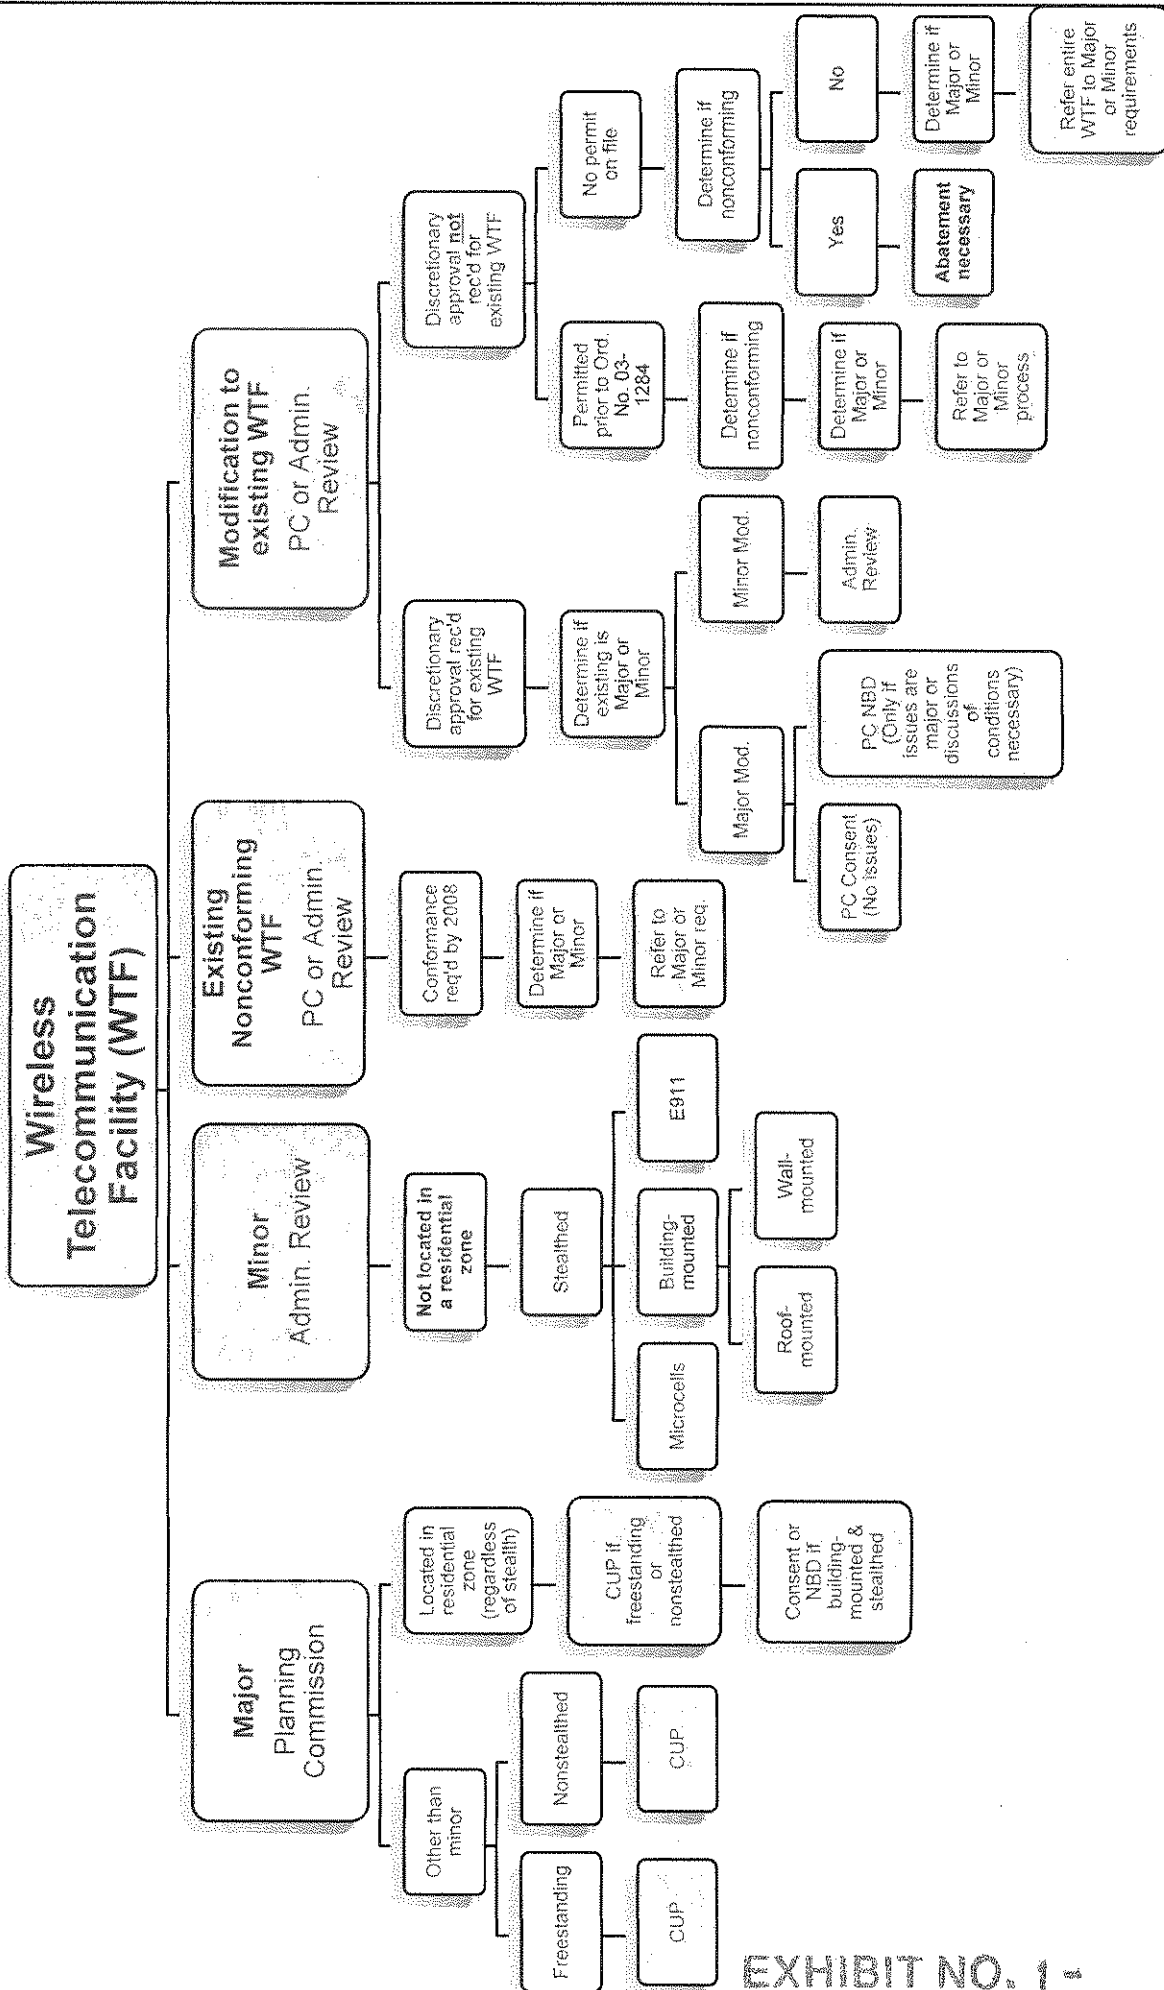 Wireless
Telecommunication
Facility (WTF)
Major
Planning
Commission
Other than
minor
Freestanding
CUP
Nonstealthed
CUP
Located in
residential
zone
(regardless
of stealth)
CUP if
freestanding
or
nonstealthed
Consent or
NBD if
building-
mounted &
stealthed
Minor
Admin. Review
Not located in
a residential
zone
Stealthed
Microcells
Building-
mounted
Roof-
mounted
Wall-
mounted
E911
Existing
Nonconforming
WTF
PC or Admin.
Review
Conformance
req'd by 2008
Determine if
Major or
Minor
Refer to
Major or
Minor req.
Modification to
existing WTF
PC or Admin.
Review
Discretionary
approval rec'd
for existing
WTF
Determine if
existing is
Major or
Minor
Major Mod.
PC Consent
(No issues)
PC NBD
(Only if
issues are
major or
discussions
of
conditions
necessary)
Minor Mod.
Admin.
Review
Discretionary
approval not
rec'd for
existing WTF
Permitted
prior to Ord.
No. 03-
1284
Determine if
nonconforming
Determine if
Major or
Minor
Refer to
Major or
Minor
process
No permit
on file
Determine if
nonconforming
Yes
Abatement
necessary
No
Determine if
Major or
Minor
Refer entire
WTF to Major
or Minor
requirements
EXHIBIT NO. 1 -